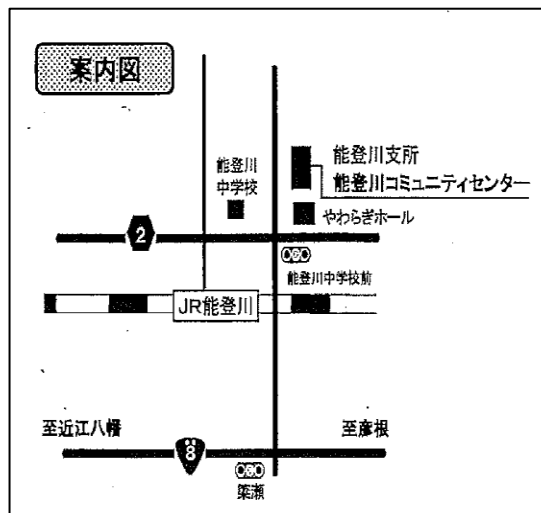 案内図
能登川
中学校
能登川支所
能登川コミュニティセンター
やわらぎホール
2
能登川中学校前
JR能登川
至近江八幡
至彦根
8
簗瀬